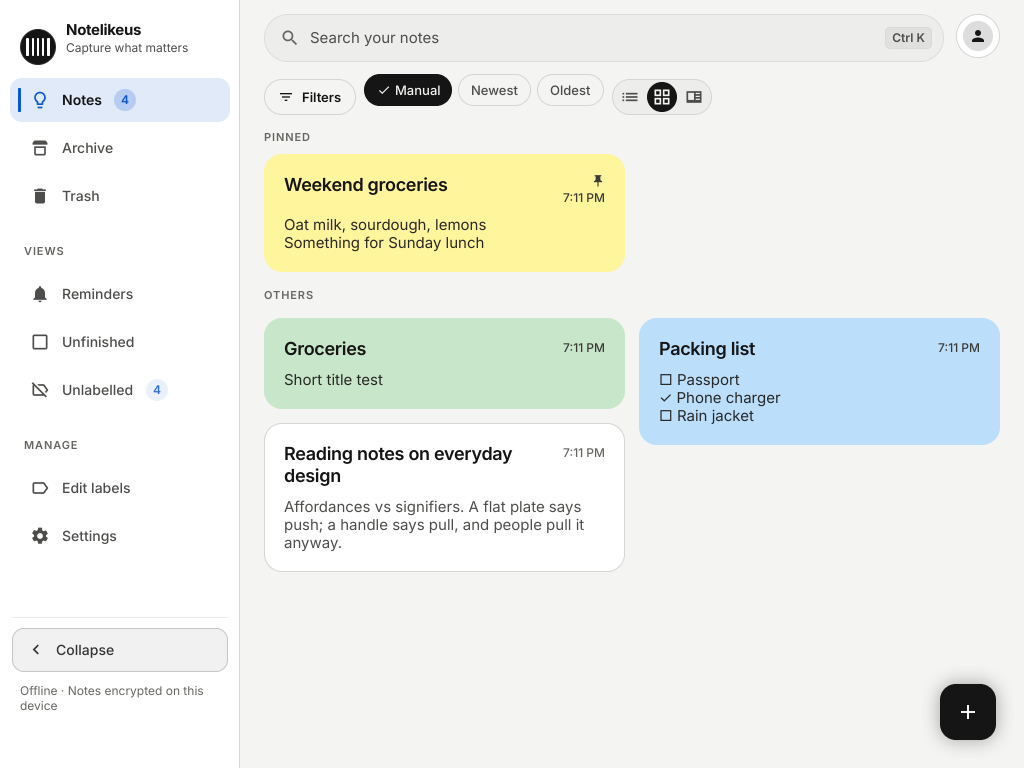 Notelikeus
Capture what matters
Notes 4
Archive
Trash
VIEWS
Reminders
Unfinished
Unlabelled 4
MANAGE
Edit labels
Settings
Collapse
Offline · Notes encrypted on this
device
Search your notes Ctrl K
Filters Manual Newest Oldest
PINNED
Weekend groceries
7:11 PM
Oat milk, sourdough, lemons
Something for Sunday lunch
OTHERS
Groceries 7:11 PM
Short title test
Packing list 7:11 PM
☐ Passport
✓ Phone charger
☐ Rain jacket
Reading notes on everyday 7:11 PM
design
Affordances vs signifiers. A flat plate says
push; a handle says pull, and people pull it
anyway.